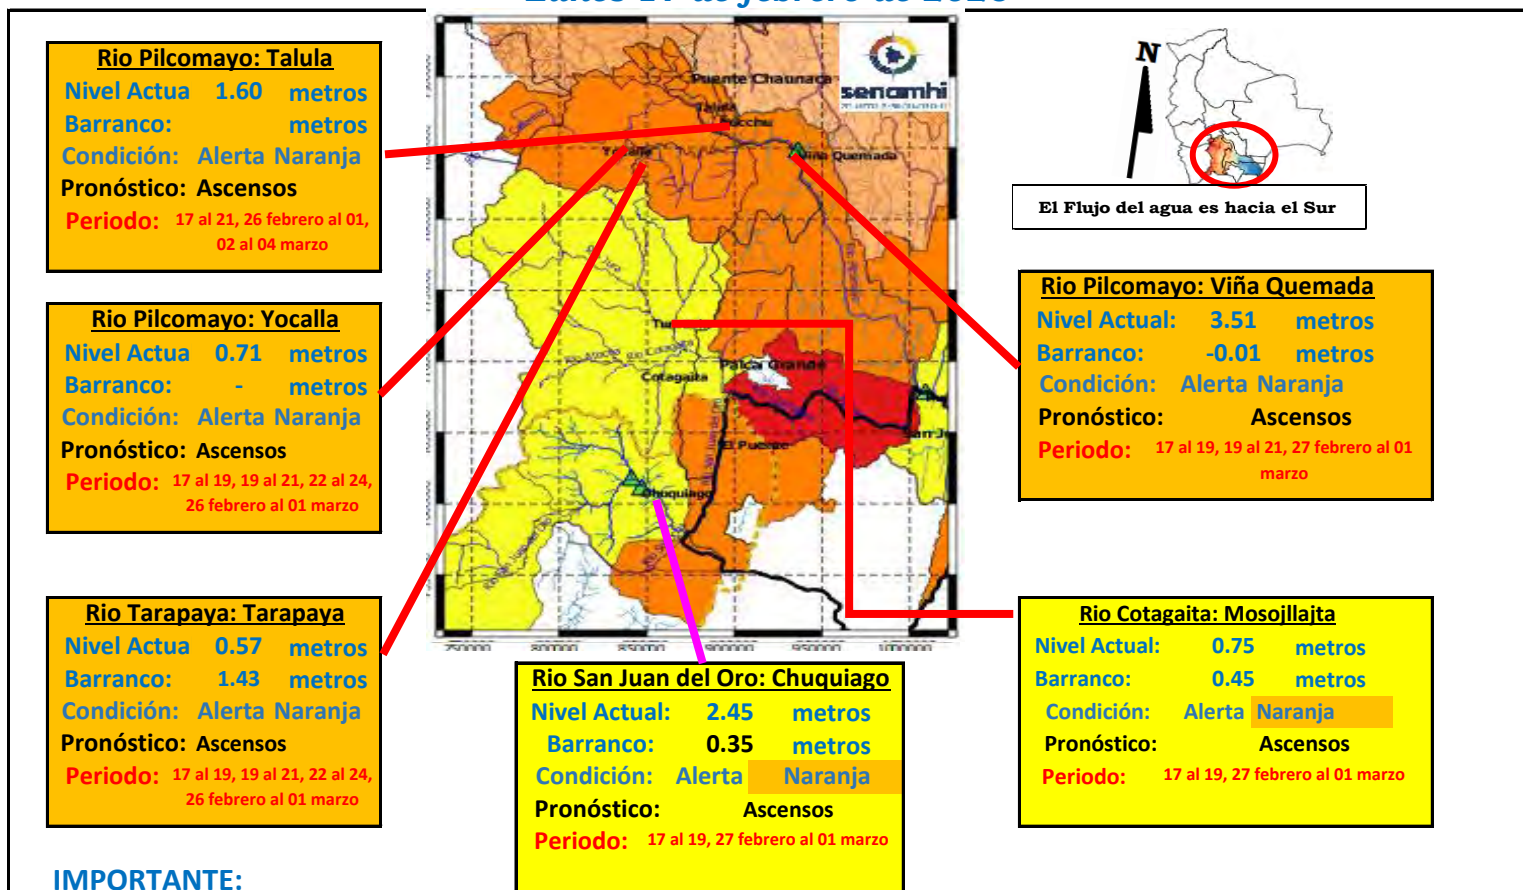 Rio Pilcomayo: Talula
Nivel Actua 1.60 metros
Barranco: metros
Condición: Alerta Naranja
Pronóstico: Ascensos
Periodo: 17 al 21, 26 febrero al 01,
02 al 04 marzo
Rio Pilcomayo: Yocalla
Nivel Actua 0.71 metros
Barranco: - metros
Condición: Alerta Naranja
Pronóstico: Ascensos
Periodo: 17 al 19, 19 al 21, 22 al 24,
26 febrero al 01 marzo
Rio Tarapaya: Tarapaya
Nivel Actua 0.57 metros
Barranco: 1.43 metros
Condición: Alerta Naranja
Pronóstico: Ascensos
Periodo: 17 al 19, 19 al 21, 22 al 24,
26 febrero al 01 marzo
IMPORTANTE:
senamhi
Puente Chaunaca
Talula
Viña Quemada
Palca Grande
Cotagaita
El Puente
Chuquiago
750000 800000 850000 900000 950000 1000000
Rio San Juan del Oro: Chuquiago
Nivel Actual: 2.45 metros
Barranco: 0.35 metros
Condición: Alerta Naranja
Pronóstico: Ascensos
Periodo: 17 al 19, 27 febrero al 01 marzo
N
El Flujo del agua es hacia el Sur
Rio Pilcomayo: Viña Quemada
Nivel Actual: 3.51 metros
Barranco: -0.01 metros
Condición: Alerta Naranja
Pronóstico: Ascensos
Periodo: 17 al 19, 19 al 21, 27 febrero al 01
marzo
Rio Cotagaita: Mosojllajta
Nivel Actual: 0.75 metros
Barranco: 0.45 metros
Condición: Alerta Naranja
Pronóstico: Ascensos
Periodo: 17 al 19, 27 febrero al 01 marzo